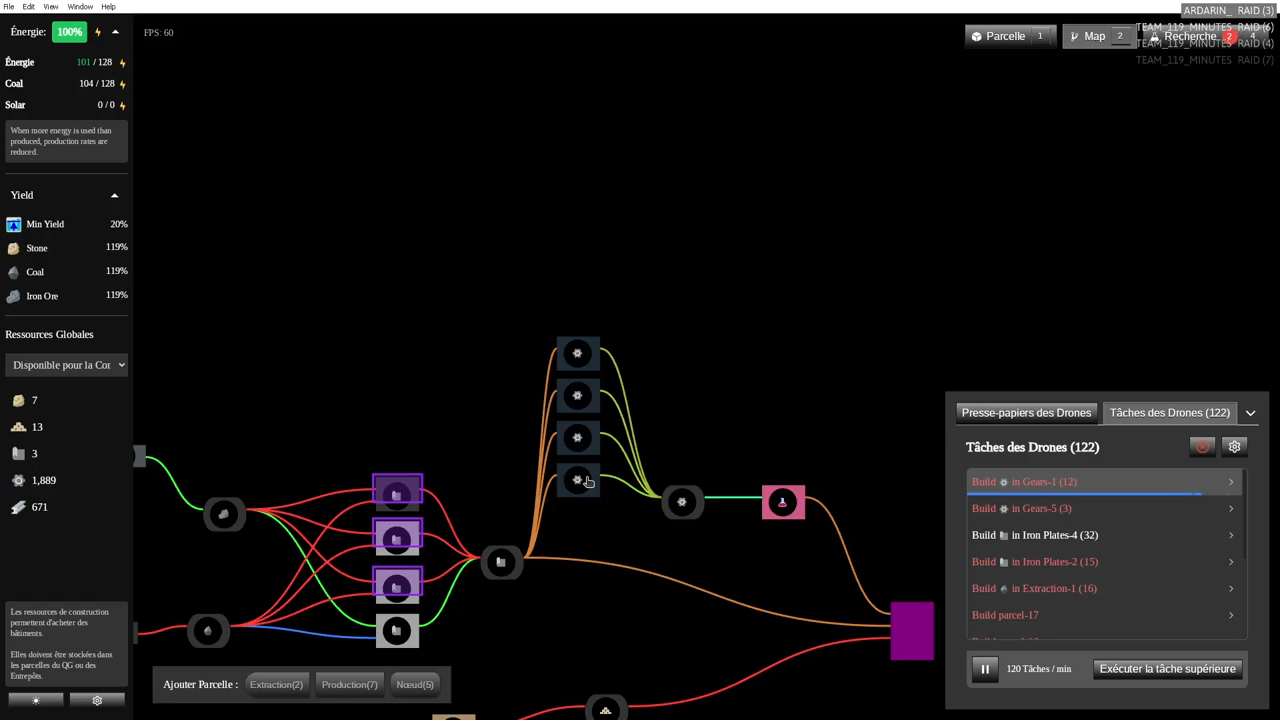 File Edit View Window Help
ARDARIN_ RAID (3)
TEAM_119_MINUTES RAID (6)
TEAM_119_MINUTES RAID (4)
TEAM_119_MINUTES RAID (7)
Énergie: 100%
FPS: 60
Parcelle 1
Map 2
Recherche 2 4
Énergie 101 / 128
Coal 104 / 128
Solar 0 / 0
When more energy is used than
produced, production rates are
reduced.
Yield
Min Yield 20%
Stone 119%
Coal 119%
Iron Ore 119%
Ressources Globales
Disponible pour la Cor
7
13
3
1,889
671
Les ressources de construction
permettent d'acheter des
bâtiments.
Elles doivent être stockées dans
les parcelles du QG ou des
Entrepôts.
Ajouter Parcelle : Extraction(2) Production(7) Nœud(5)
Presse-papiers des Drones Tâches des Drones (122)
Tâches des Drones (122)
Build in Gears-1 (12)
Build in Gears-5 (3)
Build in Iron Plates-4 (32)
Build in Iron Plates-2 (15)
Build in Extraction-1 (16)
Build parcel-17
120 Tâches / min
Exécuter la tâche supérieure